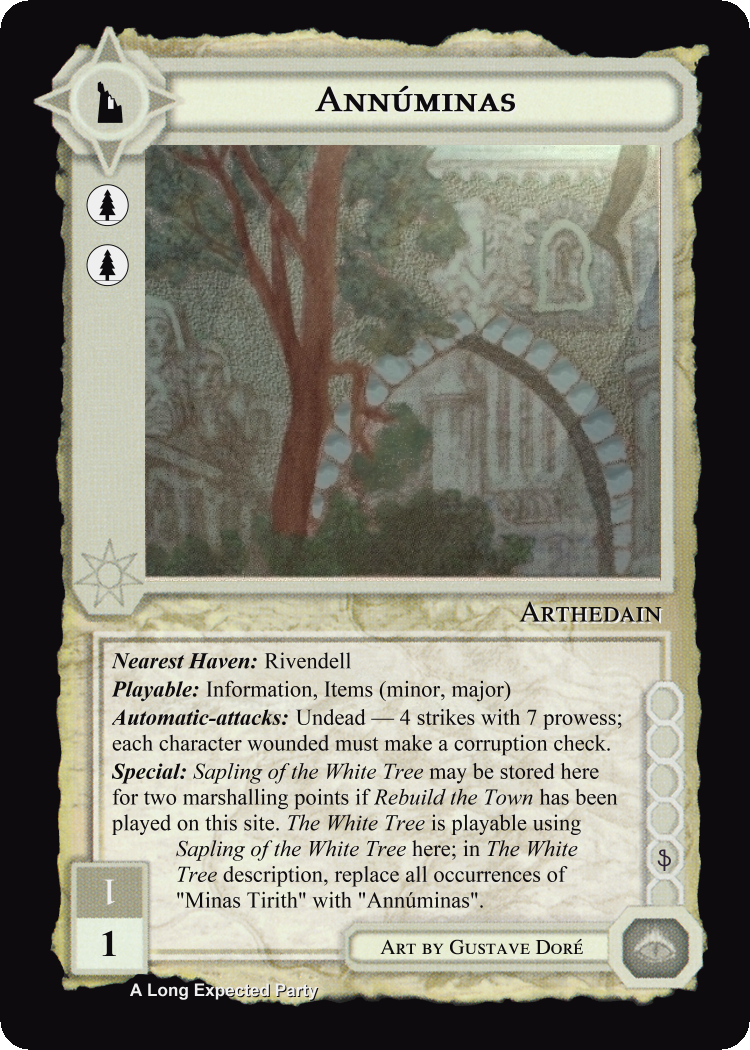 ANNÚMINAS
ARTHEDAIN
Nearest Haven: Rivendell
Playable: Information, Items (minor, major)
Automatic-attacks: Undead — 4 strikes with 7 prowess;
each character wounded must make a corruption check.
Special: Sapling of the White Tree may be stored here
for two marshalling points if Rebuild the Town has been
played on this site. The White Tree is playable using
Sapling of the White Tree here; in The White
Tree description, replace all occurrences of
"Minas Tirith" with "Annúminas".
1
1
ART BY GUSTAVE DORÉ
A Long Expected Party